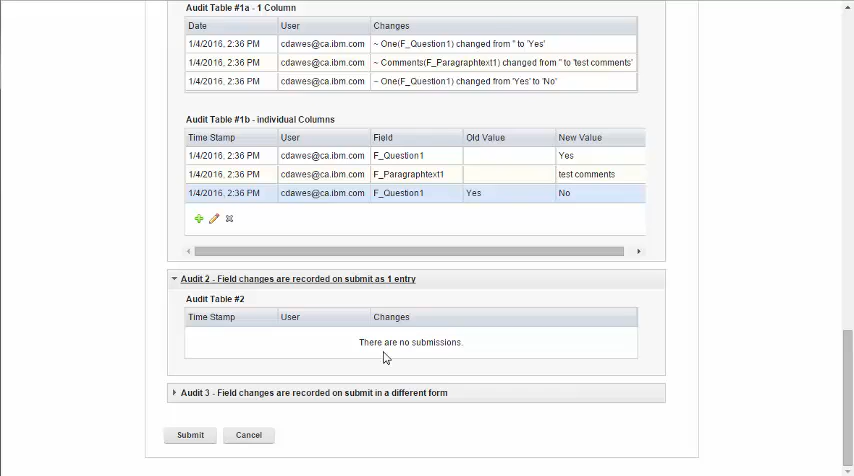 Audit Table #1a - 1 Column
Date User Changes
1/4/2016, 2:36 PM cdawes@ca.ibm.com ~ One(F_Question1) changed from '' to 'Yes'
1/4/2016, 2:36 PM cdawes@ca.ibm.com ~ Comments(F_Paragraphtext1) changed from '' to 'test comments'
1/4/2016, 2:36 PM cdawes@ca.ibm.com ~ One(F_Question1) changed from 'Yes' to 'No'
Audit Table #1b - individual Columns
Time Stamp User Field Old Value New Value
1/4/2016, 2:36 PM cdawes@ca.ibm.com F_Question1 Yes
1/4/2016, 2:36 PM cdawes@ca.ibm.com F_Paragraphtext1 test comments
1/4/2016, 2:36 PM cdawes@ca.ibm.com F_Question1 Yes No
Audit 2 - Field changes are recorded on submit as 1 entry
Audit Table #2
Time Stamp User Changes
There are no submissions.
Audit 3 - Field changes are recorded on submit in a different form
Submit Cancel